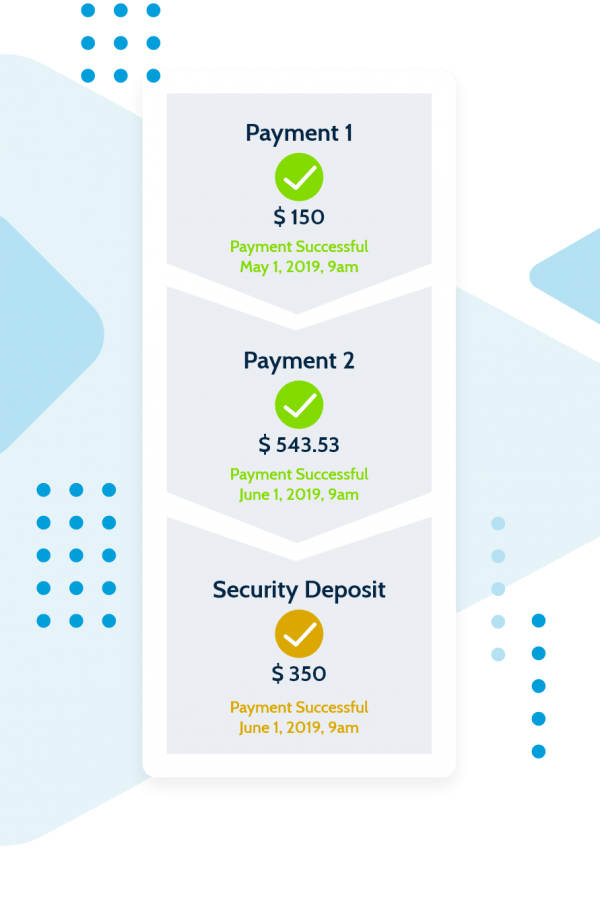 Payment 1
$ 150
Payment Successful
May 1, 2019, 9am
Payment 2
$ 543.53
Payment Successful
June 1, 2019, 9am
Security Deposit
$ 350
Payment Successful
June 1, 2019, 9am